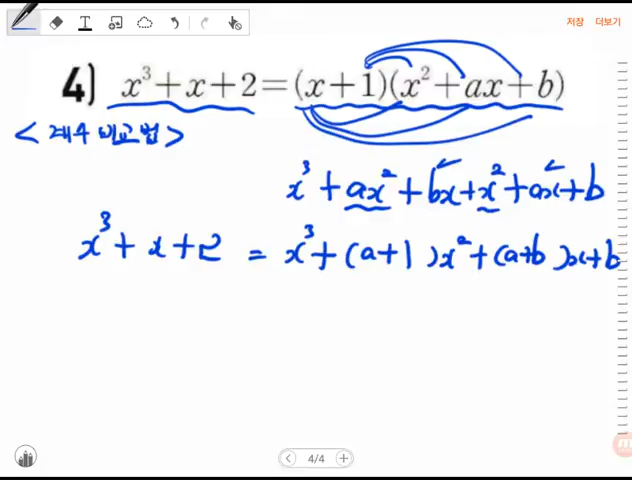 저장 더보기
4) x³+x+2=(x+1)(x²+ax+b)
<계수 비교법>
x³+ax²+bx+x²+ax+b
x³+x+2 = x³+(a+1)x²+(a+b)x+b
4/4